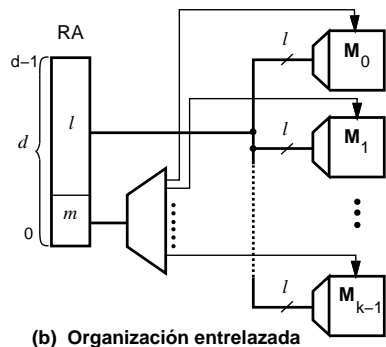 RA
d−1
d
l
m
0
l
M0
l
M1
l
Mk−1
(b) Organización entrelazada